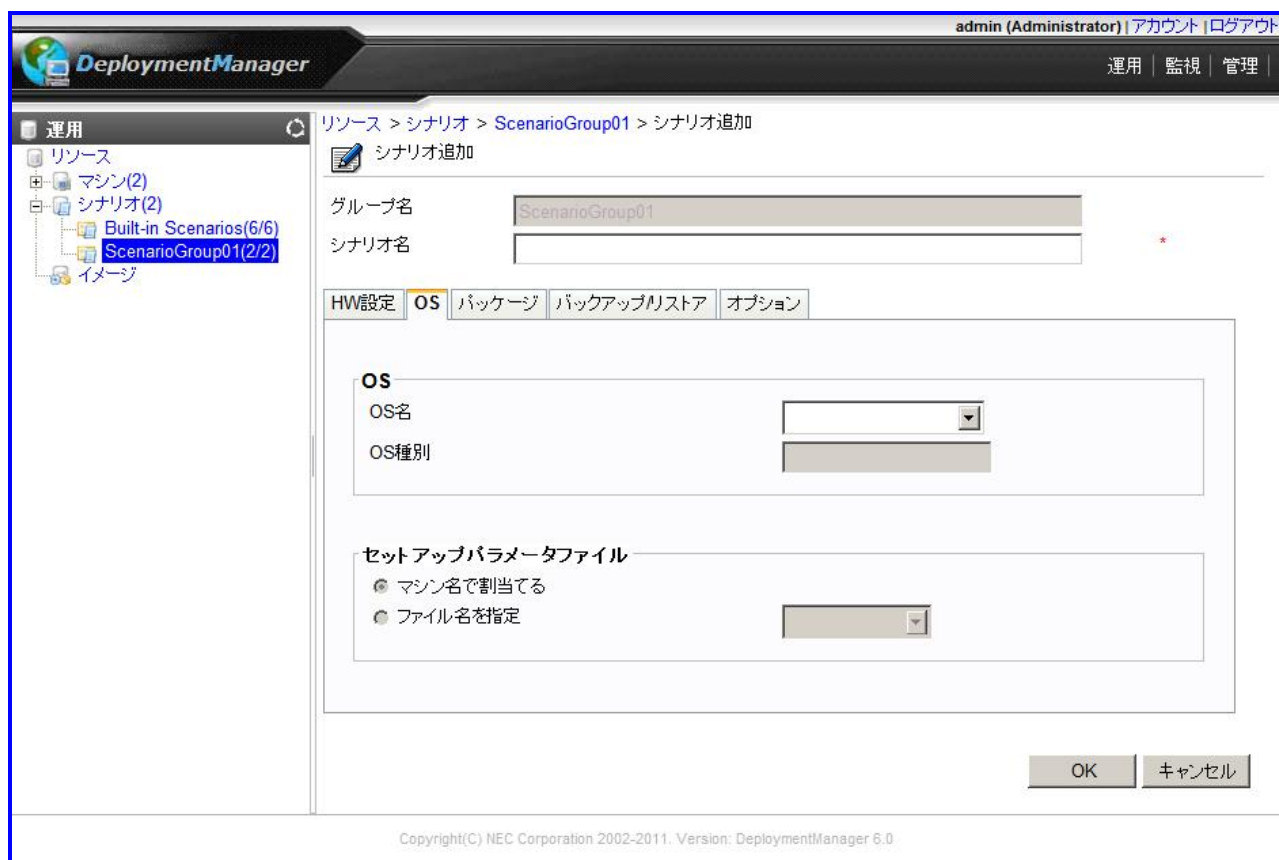 admin (Administrator) | アカウント | ログアウト
DeploymentManager
運用 | 監視 | 管理 |
運用
リソース
マシン(2)
シナリオ(2)
Built-in Scenarios(6/6)
ScenarioGroup01(2/2)
イメージ
リソース > シナリオ > ScenarioGroup01 > シナリオ追加
シナリオ追加
グループ名 ScenarioGroup01
シナリオ名 *
HW設定 OS パッケージ バックアップ/リストア オプション
OS
OS名
OS種別
セットアップパラメータファイル
マシン名で割当てる
ファイル名を指定
OK キャンセル
Copyright(C) NEC Corporation 2002-2011. Version: DeploymentManager 6.0